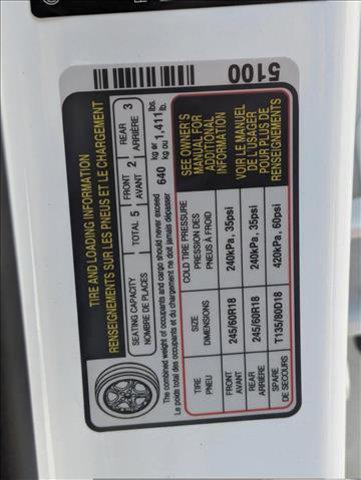 5100
TIRE AND LOADING INFORMATION
RENSEIGNEMENTS SUR LES PNEUS ET LE CHARGEMENT
SEATING CAPACITY TOTAL 5 FRONT 2 REAR 3
NOMBRE DE PLACES AVANT ARRIÈRE
The combined weight of occupants and cargo should never exceed 640 kg or 1,411 lbs.
Le poids total des occupants et du chargement ne doit jamais dépasser kg ou lb.
TIRE SIZE COLD TIRE PRESSURE
PNEU DIMENSIONS PRESSION DES
PNEUS À FROID
FRONT 245/60R18 240kPa, 35psi
AVANT
REAR 245/60R18 240kPa, 35psi
ARRIÈRE
SPARE T135/80D18 420kPa, 60psi
DE SECOURS
SEE OWNER'S
MANUAL FOR
ADDITIONAL
INFORMATION
VOIR LE MANUEL
DE L'USAGER
POUR PLUS DE
RENSEIGNEMENTS